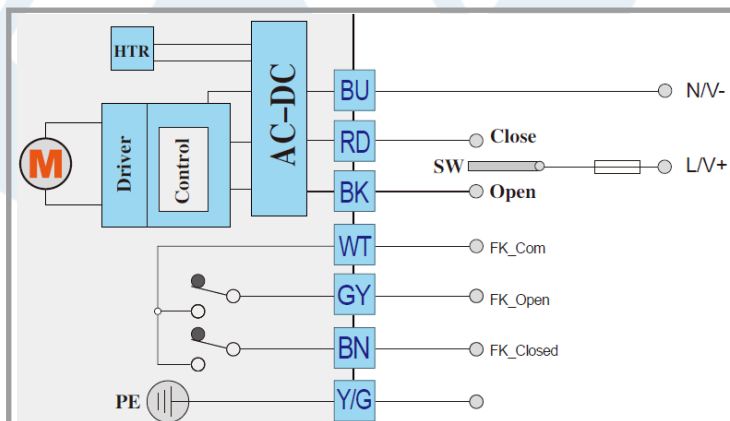 HTR
AC-DC
BU
N/V-
RD
Close
M
Driver
Control
SW
L/V+
BK
Open
WT
FK_Com
GY
FK_Open
BN
FK_Closed
PE
Y/G